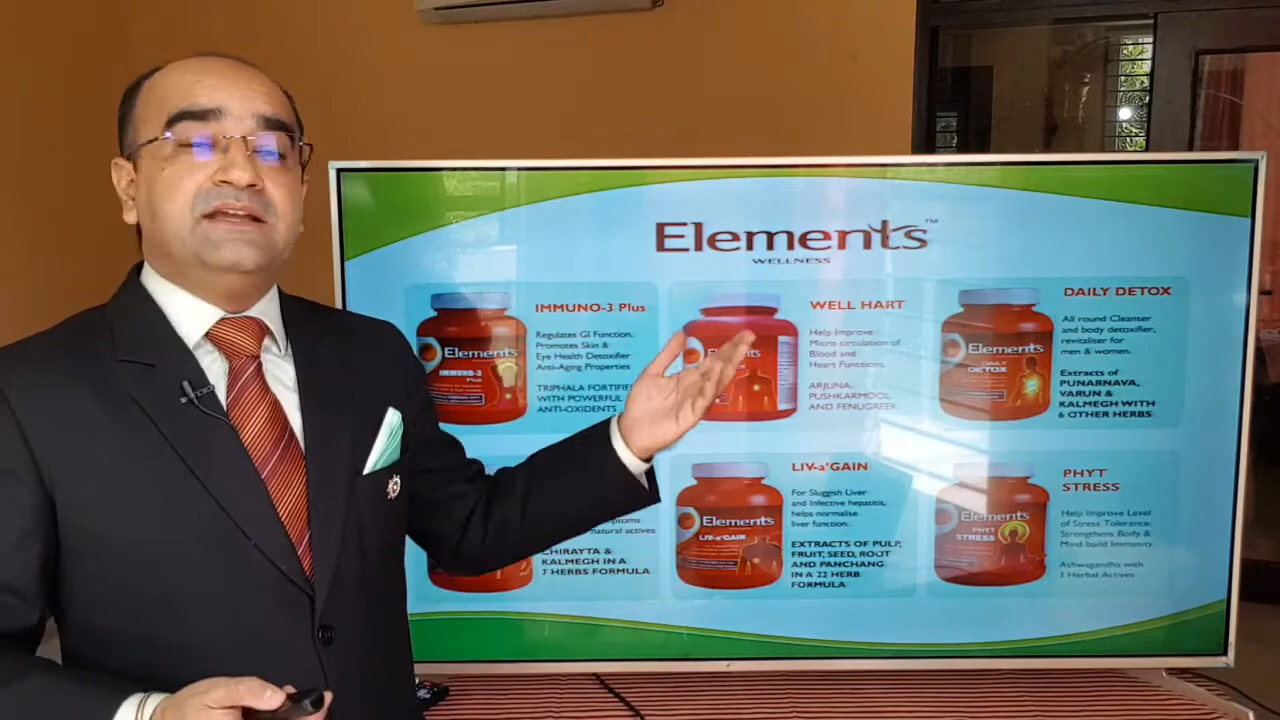 Elements™
WELLNESS
IMMUNO-3 Plus
Regulates GI Function,
Promotes Skin &
Eye Health Detoxifier
Anti-Aging Properties
TRIPHALA FORTIFIE
WITH POWERFUL
ANTI-OXIDENTS
Elements
IMMUNO-3
Plus
WELL HART
Help Improve
Micro circulation of
Blood and
Heart Functions,
ARJUNA,
PUSHKARMOOL
AND FENUGREEK
DAILY DETOX
All round Cleanser
and body detoxifier,
revitaliser for
men & women.
Extracts of
PUNARNAVA,
VARUN &
KALMEGH WITH
6 OTHER HERBS
Elements
DAILY
DETOX
natural actives
CHIRAYTA &
KALMEGH IN A
7 HERBS FORMULA
LIV-a'GAIN
For Sluggish Liver
and Infective hepatitis,
helps normalise
liver function.
EXTRACTS OF PULP,
FRUIT, SEED, ROOT
AND PANCHANG
IN A 22 HERB
FORMULA
Elements
LIV-a'GAIN
PHYT
STRESS
Help Improve Level
of Stress Tolerance.
Strengthens Body &
Mind build Immunity
Ashwagandha with
3 Herbal Actives
Elements
PHYT
STRESS